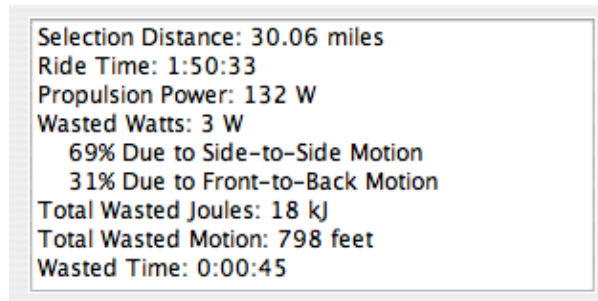 Selection Distance: 30.06 miles
Ride Time: 1:50:33
Propulsion Power: 132 W
Wasted Watts: 3 W
69% Due to Side-to-Side Motion
31% Due to Front-to-Back Motion
Total Wasted Joules: 18 kJ
Total Wasted Motion: 798 feet
Wasted Time: 0:00:45